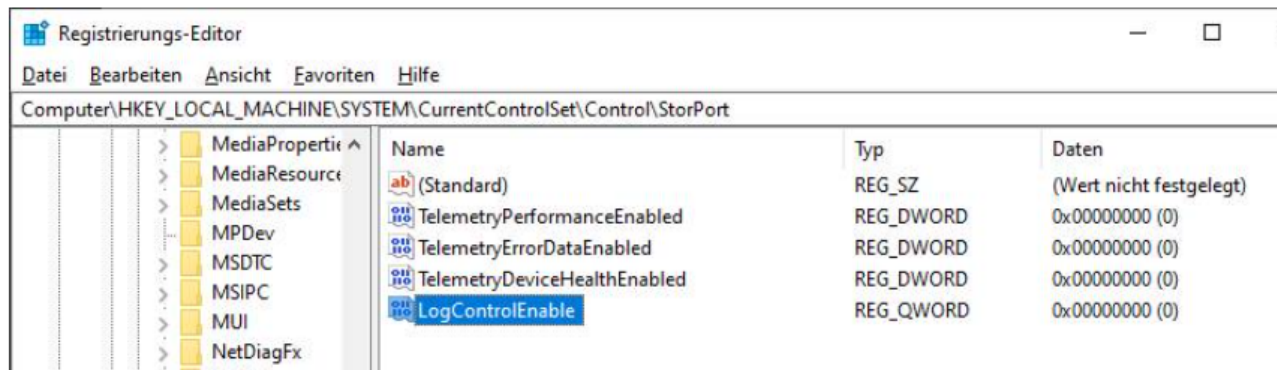 Registrierungs-Editor
Datei Bearbeiten Ansicht Favoriten Hilfe
Computer\HKEY_LOCAL_MACHINE\SYSTEM\CurrentControlSet\Control\StorPort
MediaPropertie
MediaResource
MediaSets
MPDev
MSDTC
MSIPC
MUI
NetDiagFx
Name Typ Daten
ab (Standard) REG_SZ (Wert nicht festgelegt)
TelemetryPerformanceEnabled REG_DWORD 0x00000000 (0)
TelemetryErrorDataEnabled REG_DWORD 0x00000000 (0)
TelemetryDeviceHealthEnabled REG_DWORD 0x00000000 (0)
LogControlEnable REG_QWORD 0x00000000 (0)